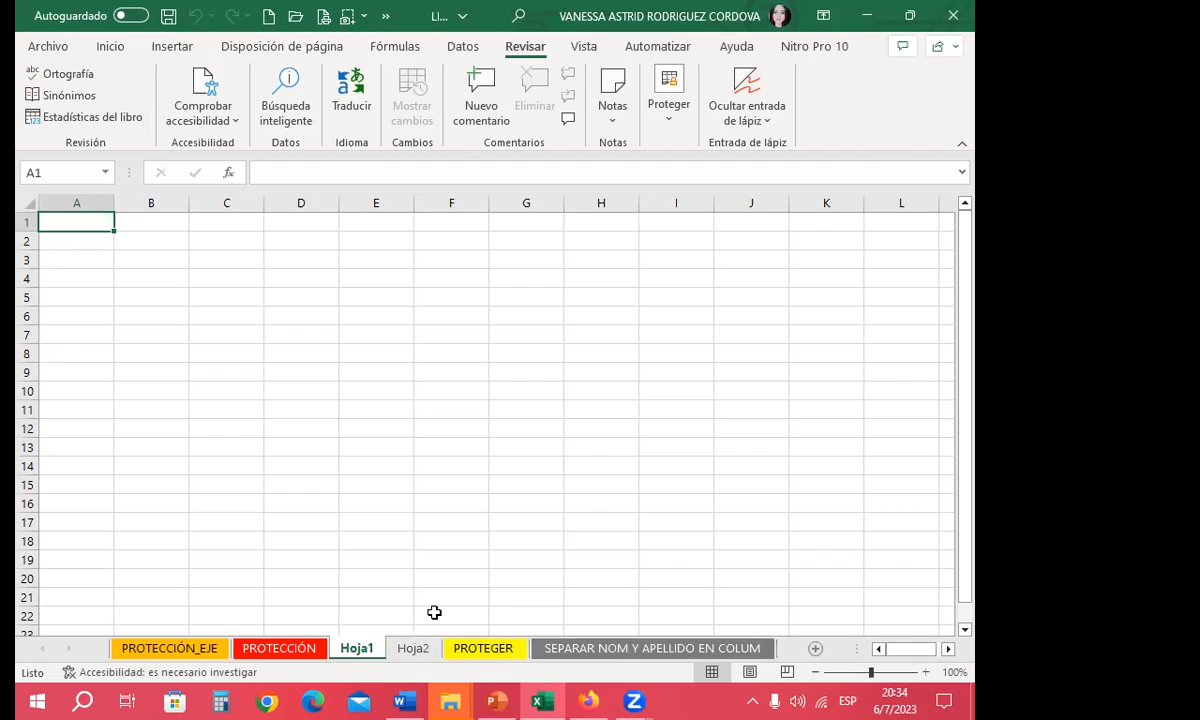 Autoguardado
LI...
VANESSA ASTRID RODRIGUEZ CORDOVA
Archivo Inicio Insertar Disposición de página Fórmulas Datos Revisar Vista Automatizar Ayuda Nitro Pro 10
abc Ortografía
Sinónimos
123 Estadísticas del libro
Revisión
Comprobar
accesibilidad
Accesibilidad
Búsqueda
inteligente
Datos
Traducir
Idioma
Mostrar
cambios
Cambios
Nuevo
comentario
Eliminar
Comentarios
Notas
Notas
Proteger
Ocultar entrada
de lápiz
Entrada de lápiz
A1
fx
A B C D E F G H I J K L
1
2
3
4
5
6
7
8
9
10
11
12
13
14
15
16
17
18
19
20
21
22
23
PROTECCIÓN_EJE PROTECCIÓN Hoja1 Hoja2 PROTEGER SEPARAR NOM Y APELLIDO EN COLUM
Listo Accesibilidad: es necesario investigar 100%
ESP
20:34
6/7/2023